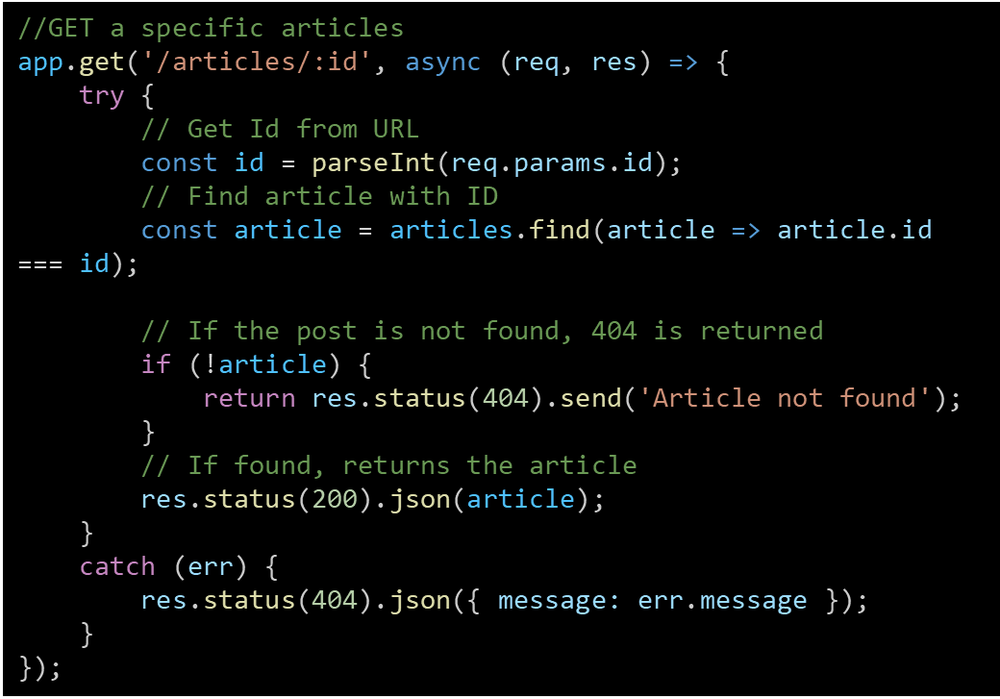 //GET a specific articles
app.get('/articles/:id', async (req, res) => {
    try {
        // Get Id from URL
        const id = parseInt(req.params.id);
        // Find article with ID
        const article = articles.find(article => article.id
=== id);

        // If the post is not found, 404 is returned
        if (!article) {
            return res.status(404).send('Article not found');
        }
        // If found, returns the article
        res.status(200).json(article);
    }
    catch (err) {
        res.status(404).json({ message: err.message });
    }
});